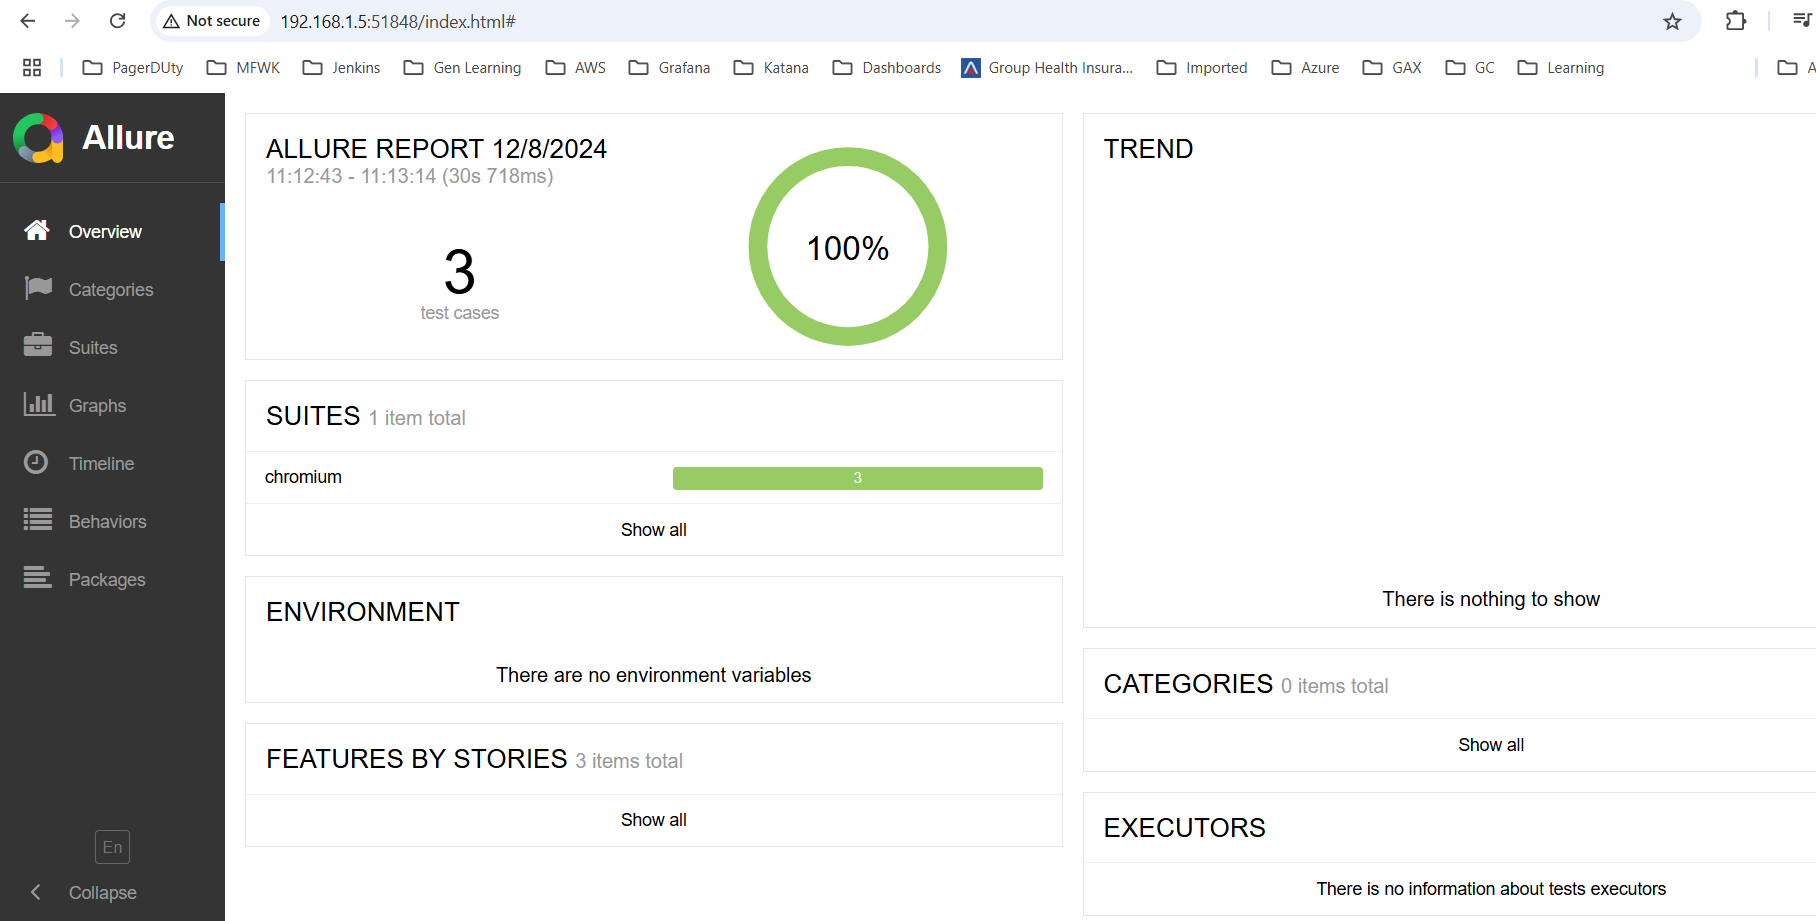 Not secure 192.168.1.5:51848/index.html#
PagerDUty MFWK Jenkins Gen Learning AWS Grafana Katana Dashboards Group Health Insura... Imported Azure GAX GC Learning A
Allure
Overview
Categories
Suites
Graphs
Timeline
Behaviors
Packages
En
Collapse
ALLURE REPORT 12/8/2024
11:12:43 - 11:13:14 (30s 718ms)
3
test cases
100%
SUITES 1 item total
chromium 3
Show all
ENVIRONMENT
There are no environment variables
FEATURES BY STORIES 3 items total
Show all
TREND
There is nothing to show
CATEGORIES 0 items total
Show all
EXECUTORS
There is no information about tests executors